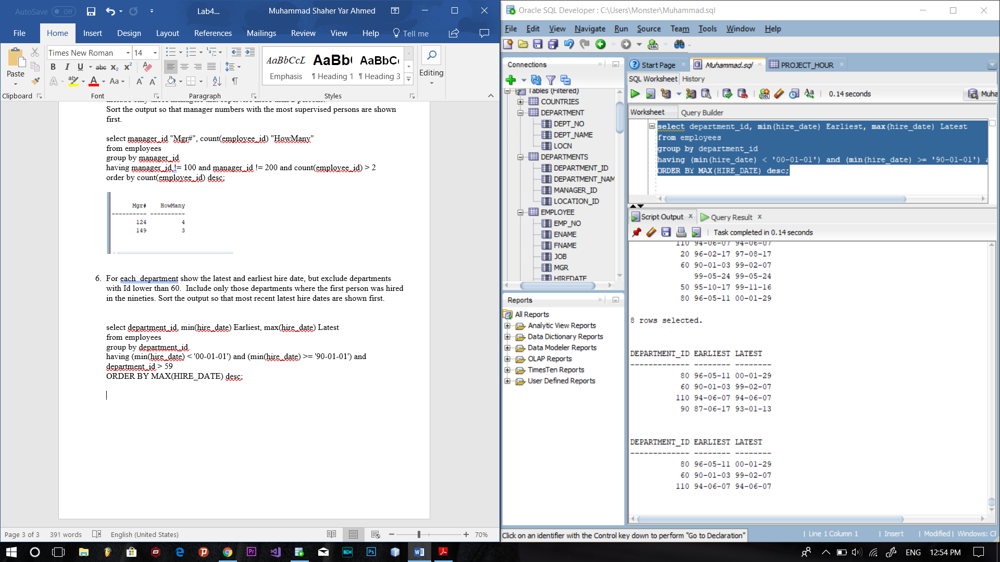 AutoSave Off Lab4... Muhammad Shaher Yar Ahmed
File Home Insert Design Layout References Mailings Review View Help Tell me
Paste
Times New Roman 14
B I U abc X₂ X²
A aby A Aa A A
AaBbCcL AaBb( AaBbC
Emphasis ¶ Heading 1 ¶ Heading 3
Editing
Clipboard Font Paragraph Styles
Sort the output so that manager numbers with the most supervised persons are shown
first.
select manager_id "Mgr#", count(employee_id) "HowMany"
from employees
group by manager_id
having manager_id != 100 and manager_id != 200 and count(employee_id) > 2
order by count(employee_id) desc;
Mgr# HowMany
---------- ----------
124 4
149 3
6. For each  department show the latest and earliest hire date, but exclude departments
with Id lower than 60.  Include only those departments where the first person was hired
in the nineties. Sort the output so that most recent latest hire dates are shown first.
select department_id, min(hire_date) Earliest, max(hire_date) Latest
from employees
group by department_id
having (min(hire_date) < '00-01-01') and (min(hire_date) >= '90-01-01') and
department_id > 59
ORDER BY MAX(HIRE_DATE) desc;
Page 3 of 3 391 words English (United States) 70%
Oracle SQL Developer : C:\Users\Monster\Muhammad.sql
File Edit View Navigate Run Source Team Tools Window Help
Connections
Tables (Filtered)
COUNTRIES
DEPARTMENT
DEPT_NO
DEPT_NAME
LOCN
DEPARTMENTS
DEPARTMENT_ID
DEPARTMENT_NAM
MANAGER_ID
LOCATION_ID
EMPLOYEE
EMP_NO
ENAME
FNAME
JOB
MGR
HIREDATE
Reports
All Reports
Analytic View Reports
Data Dictionary Reports
Data Modeler Reports
OLAP Reports
TimesTen Reports
User Defined Reports
Start Page Muhammad.sql PROJECT_HOUR
SQL Worksheet History
0.14 seconds Muha
Worksheet Query Builder
select department_id, min(hire_date) Earliest, max(hire_date) Latest
from employees
group by department_id
having (min(hire_date) < '00-01-01') and (min(hire_date) >= '90-01-01') a
ORDER BY MAX(HIRE_DATE) desc;
Script Output Query Result
Task completed in 0.14 seconds
110 94-06-07 94-06-07
20 96-02-17 97-08-17
60 90-01-03 99-02-07
99-05-24 99-05-24
50 95-10-17 99-11-16
80 96-05-11 00-01-29
8 rows selected.
DEPARTMENT_ID EARLIEST LATEST
------------- -------- --------
80 96-05-11 00-01-29
60 90-01-03 99-02-07
110 94-06-07 94-06-07
90 87-06-17 93-01-13
DEPARTMENT_ID EARLIEST LATEST
------------- -------- --------
80 96-05-11 00-01-29
60 90-01-03 99-02-07
110 94-06-07 94-06-07
Click on an identifier with the Control key down to perform "Go to Declaration" | Line 1 Column 1 | Insert | Modified | Windows: CF
ENG 12:54 PM